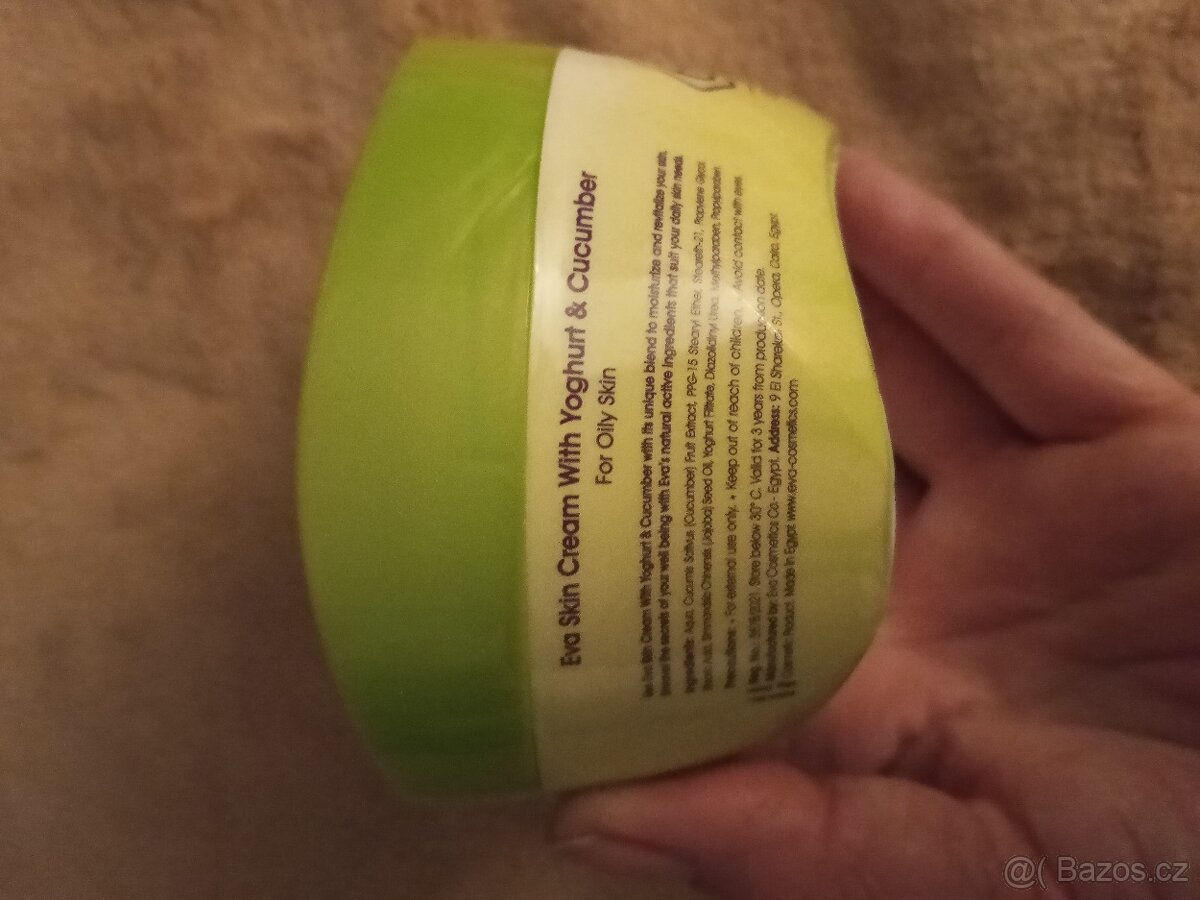 Eva Skin Cream With Yoghurt & Cucumber
For Oily Skin
Eva Skin Cream With Yoghurt & Cucumber with its unique blend to moisturize and revitalize your skin.
the secrets of your well being with Eva's natural active ingredients that suit your daily skin needs.
Ingredients: Aqua, Cucumis Sativus (Cucumber) Fruit Extract, PPG-15 Stearyl Ether, Steareth-21, Propylene Glycol
Chinensis (Jojoba) Seed Oil, Yoghurt Filtrate, Diazolidinyl Urea, Methylparaben, Propylparaben
Precautions: • For external use only. • Keep out of reach of children. • Avoid contact with eyes.
Store below 30° C. Valid for 3 years from production date.
Manufactured by: Eva Cosmetics Co.- Egypt. Address: 9 El Sharekat St., Opera, Cairo, Egypt
Cosmetic Product. Made in Egypt www.eva-cosmetics.com
@( Bazos.cz